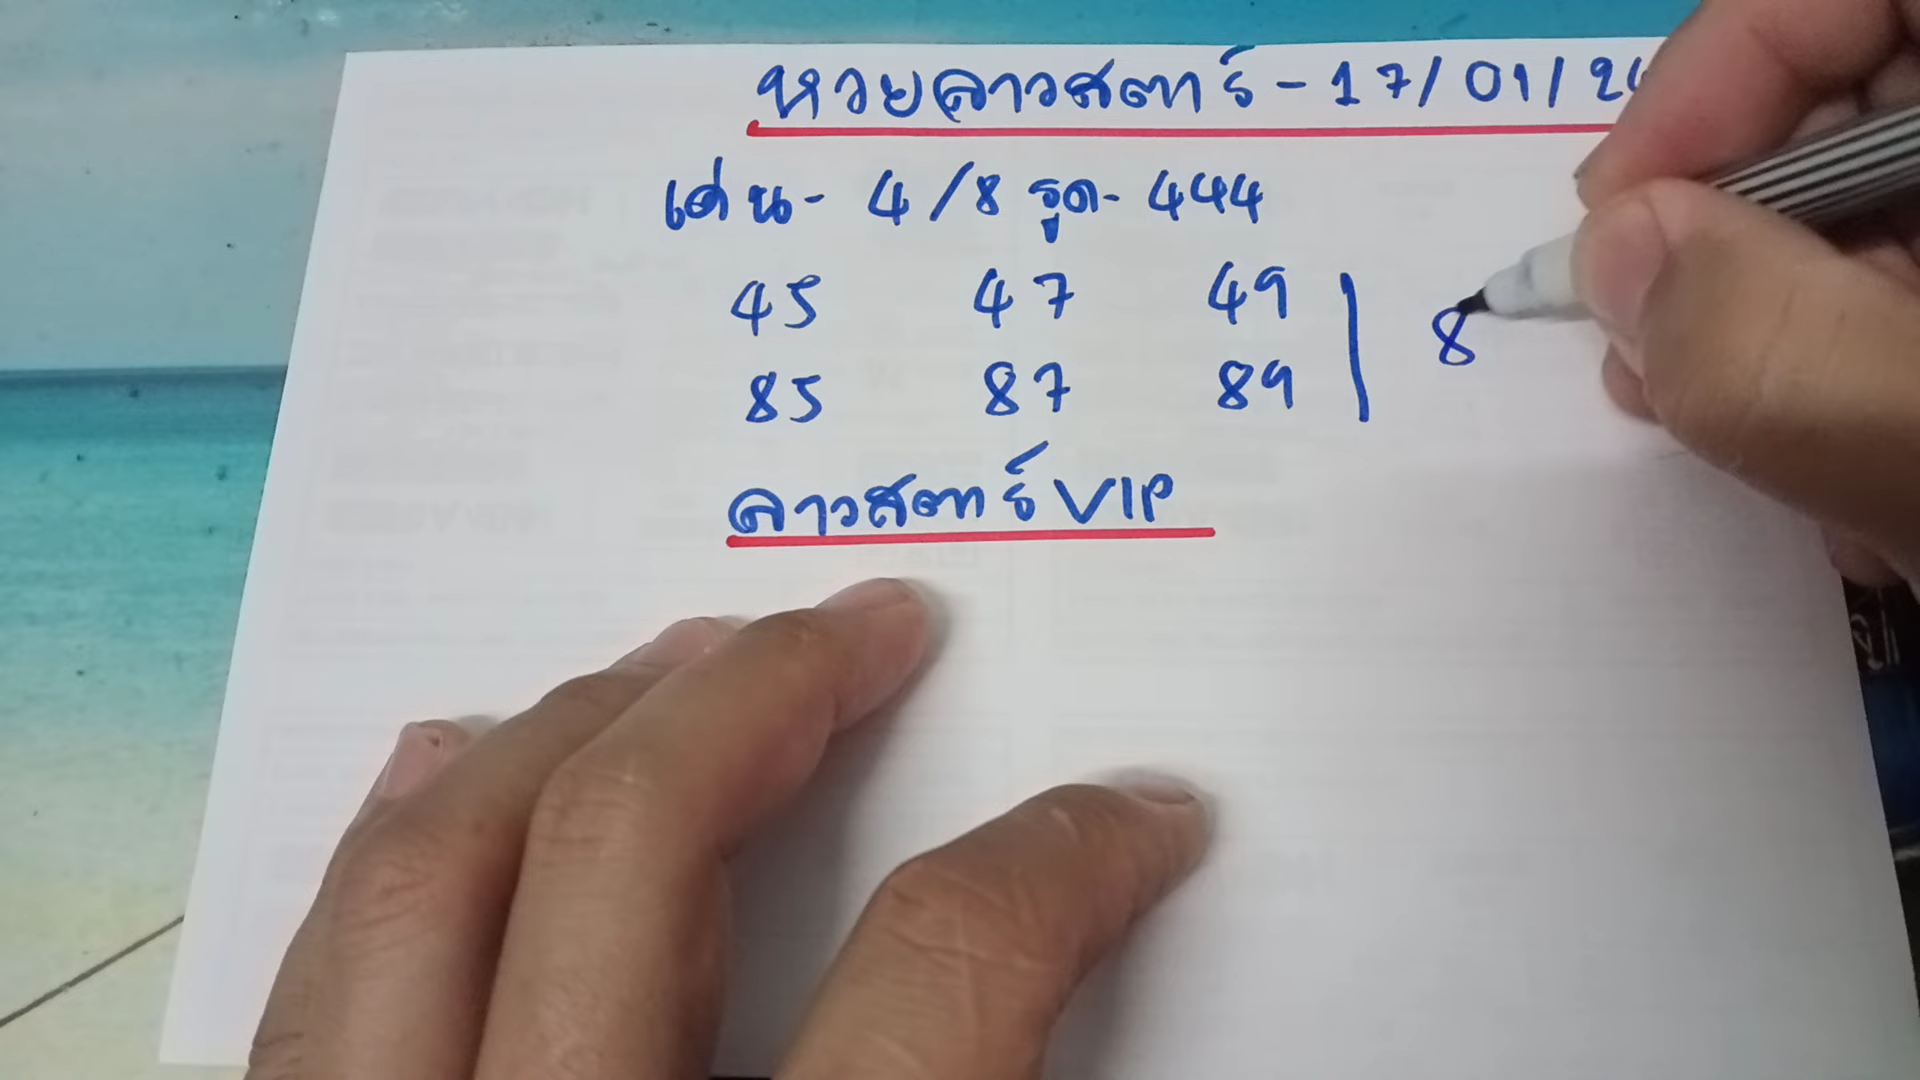 หวยลาวสตาร์ - 17/01/2
เด่น - 4/8 รูด - 444
45 47 49
85 87 89
8
ลาวสตาร์ VIP